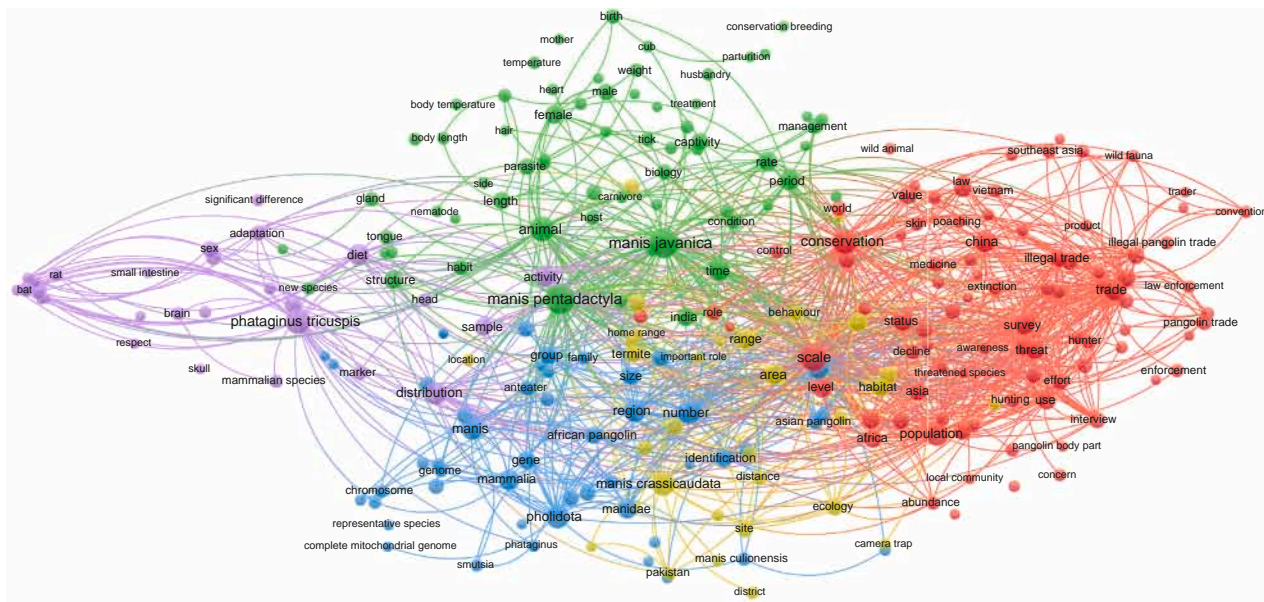 birth
conservation breeding
mother
cub
parturition
temperature
weight
husbandry
heart
male
body temperature
treatment
female
management
hair
body length
tick
captivity
wild animal
southeast asia
wild fauna
parasite
rate
biology
period
law
vietnam
trader
side
value
significant difference
gland
length
carnivore
nematode
host
world
convention
condition
skin
poaching
product
adaptation
tongue
animal
manis javanica
control
conservation
china
illegal pangolin trade
sex
diet
medicine
illegal trade
small intestine
rat
habit
time
structure
activity
extinction
law enforcement
bat
new species
head
manis pentadactyla
trade
brain
phataginus tricuspis
sample
india
role
behaviour
status
survey
pangolin trade
respect
home range
range
hunter
location
group
family
termite
important role
scale
decline
awareness
threat
skull
mammalian species
marker
size
area
threatened species
enforcement
distribution
anteater
level
habitat
asia
effort
hunting
use
region
number
manis
african pangolin
asian pangolin
africa
population
interview
pangolin body part
gene
identification
genome
mammalia
manis crassicaudata
distance
local community
concern
chromosome
pholidota
manidae
ecology
abundance
representative species
site
complete mitochondrial genome
phataginus
camera trap
smutsia
manis culionensis
pakistan
district